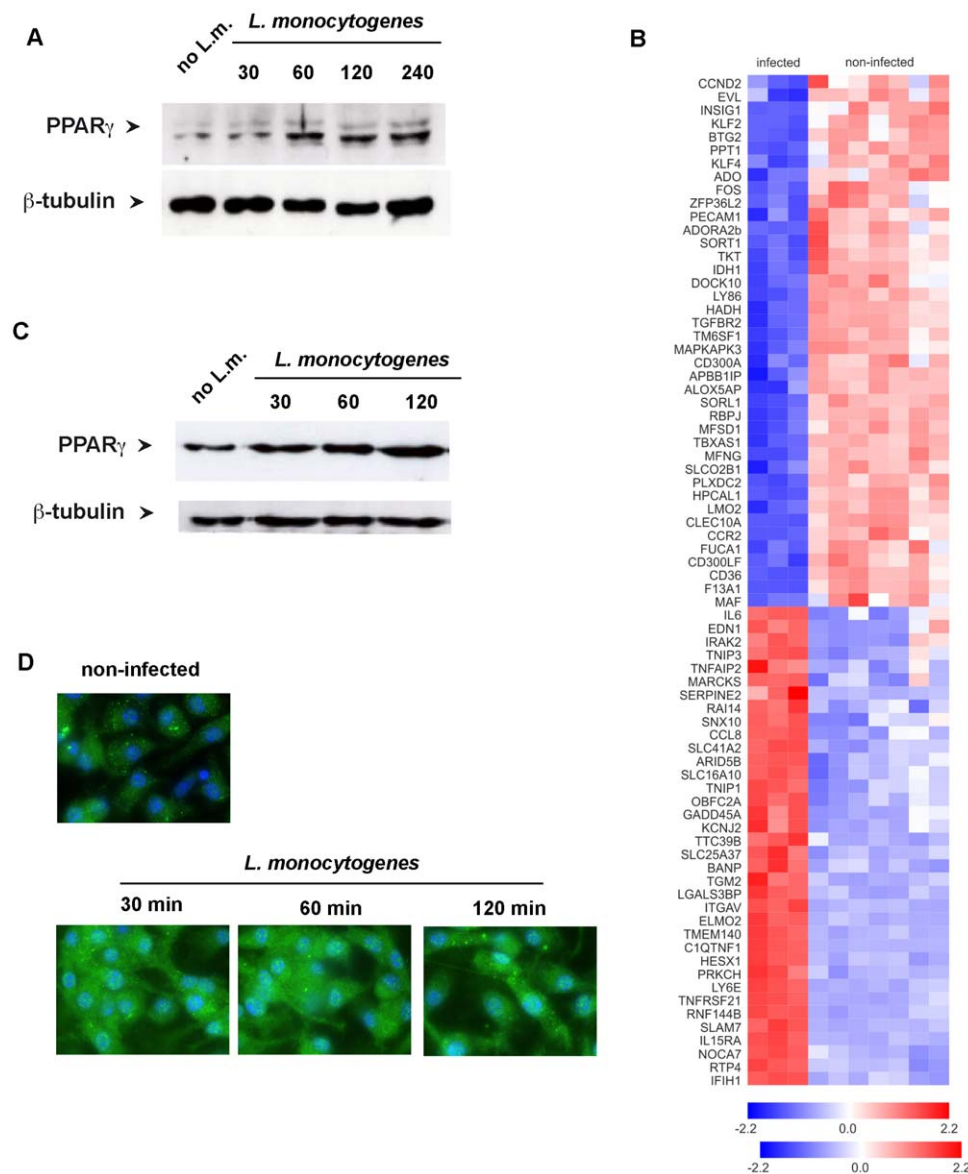 A
L. monocytogenes
no L.m.
30 60 120 240
PPARγ ➤
β-tubulin ➤
C
L. monocytogenes
no L.m.
30 60 120
PPARγ ➤
β-tubulin ➤
D
non-infected
L. monocytogenes
30 min 60 min 120 min
B
infected non-infected
CCND2
EVL
INSIG1
KLF2
BTG2
PPT1
KLF4
ADO
FOS
ZFP36L2
PECAM1
ADORA2b
SORT1
TKT
IDH1
DOCK10
LY86
HADH
TGFBR2
TM6SF1
MAPKAPK3
CD300A
APBB1IP
ALOX5AP
SORL1
RBPJ
MFSD1
TBXAS1
MFNG
SLCO2B1
PLXDC2
HPCAL1
LMO2
CLEC10A
CCR2
FUCA1
CD300LF
CD36
F13A1
MAF
IL6
EDN1
IRAK2
TNIP3
TNFAIP2
MARCKS
SERPINE2
RAI14
SNX10
CCL8
SLC41A2
ARID5B
SLC16A10
TNIP1
OBFC2A
GADD45A
KCNJ2
TTC39B
SLC25A37
BANP
TGM2
LGALS3BP
ITGAV
ELMO2
TMEM140
C1QTNF1
HESX1
PRKCH
LY6E
TNFRSF21
RNF144B
SLAM7
IL15RA
NOCA7
RTP4
IFIH1
-2.2 0.0 2.2
-2.2 0.0 2.2